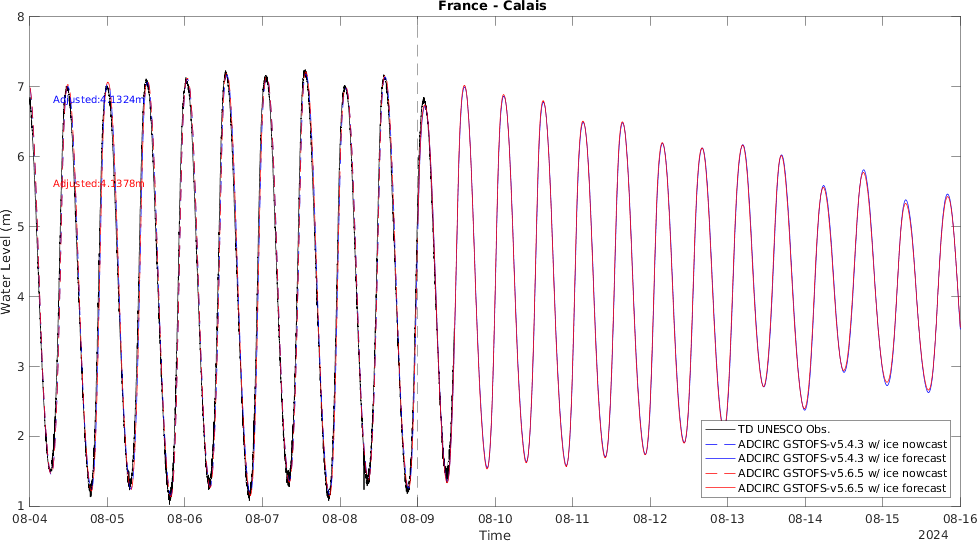 France - Calais
8
7
6
5
4
3
2
1
Water Level (m)
Adjusted:4.1324m
Adjusted:4.1378m
TD UNESCO Obs.
ADCIRC GSTOFS-v5.4.3 w/ ice nowcast
ADCIRC GSTOFS-v5.4.3 w/ ice forecast
ADCIRC GSTOFS-v5.6.5 w/ ice nowcast
ADCIRC GSTOFS-v5.6.5 w/ ice forecast
08-04 08-05 08-06 08-07 08-08 08-09 08-10 08-11 08-12 08-13 08-14 08-15 08-16
Time
2024